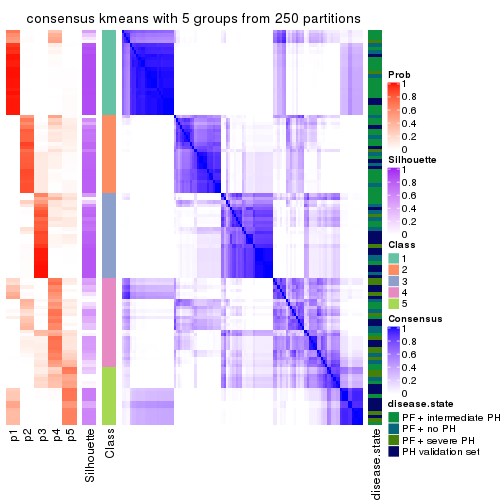 consensus kmeans with 5 groups from 250 partitions
Prob
1
0.8
0.6
0.4
0.2
0
Silhouette
1
0.8
0.6
0.4
0.2
0
Class
1
2
3
4
5
Consensus
1
0.8
0.6
0.4
0.2
0
disease.state
PF + intermediate PH
PF + no PH
PF + severe PH
PH validation set
p1
p2
p3
p4
p5
Silhouette
Class
disease.state